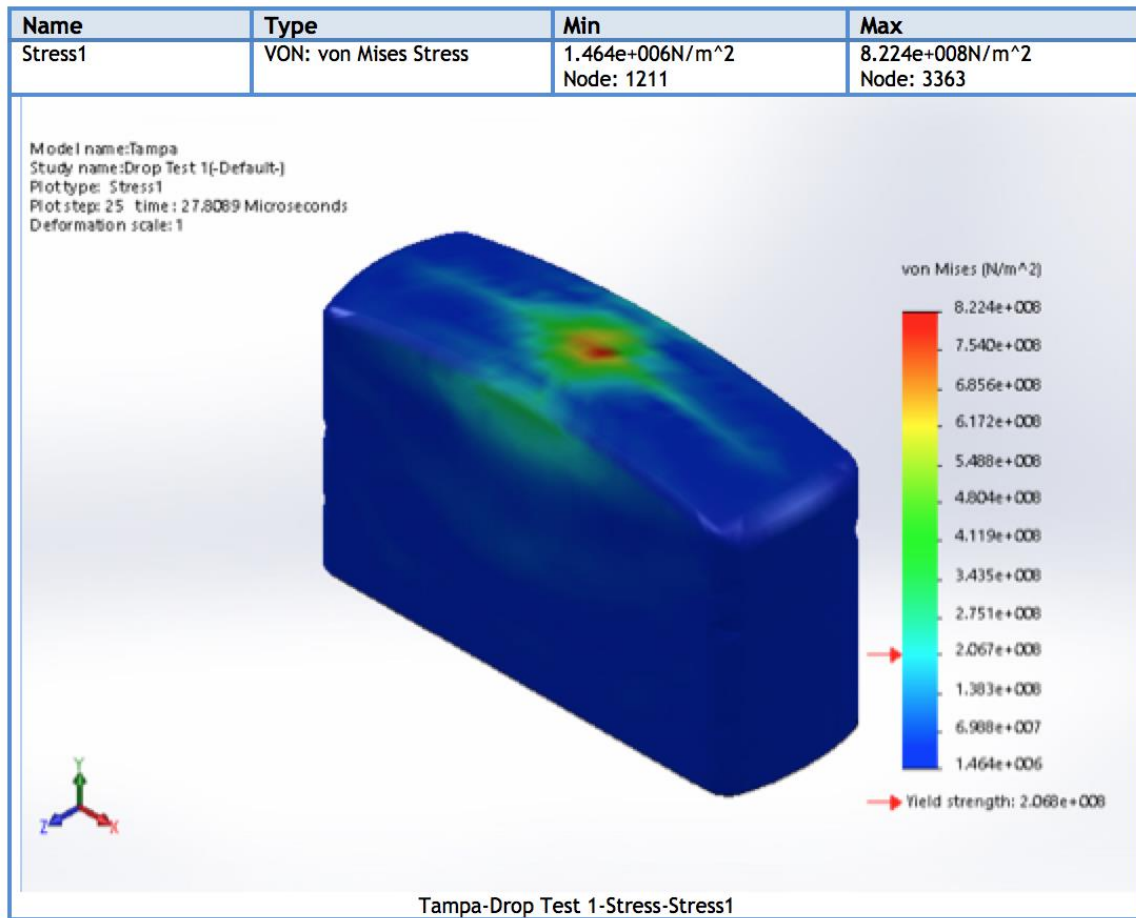 Name Type Min Max
Stress1 VON: von Mises Stress 1.464e+006N/m^2 8.224e+008N/m^2
Node: 1211 Node: 3363
Model name:Tampa
Study name:Drop Test 1(-Default-)
Plot type: Stress1
Plot step: 25 time : 27.8089 Microseconds
Deformation scale: 1
von Mises (N/m^2)
8.224e+008
7.540e+008
6.856e+008
6.172e+008
5.488e+008
4.804e+008
4.119e+008
3.435e+008
2.751e+008
2.067e+008
1.383e+008
6.988e+007
1.464e+006
Yield strength: 2.068e+008
Y
Z X
Tampa-Drop Test 1-Stress-Stress1